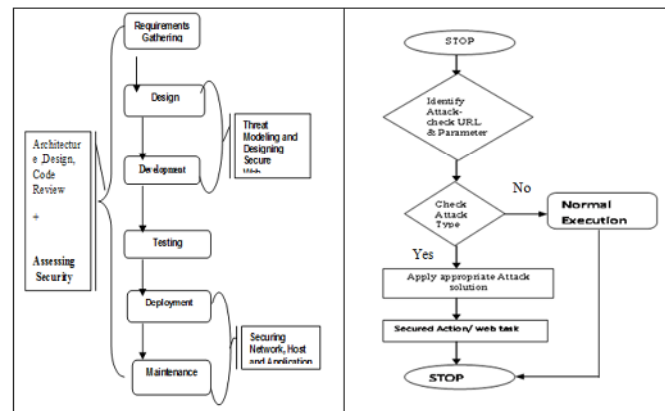 Requirements
Gathering
Design
Threat
Modeling and
Designing
Secure
Development
Architectur
e ,Design,
Code
Review
+
Assessing
Security
Testing
Deployment
Securing
Network, Host
and Application
Maintenance
STOP
Identify
Attack-
check URL
& Parameter
Check
Attack
Type
No
Normal
Execution
Yes
Apply appropriate Attack
solution
Secured Action/ web task
STOP